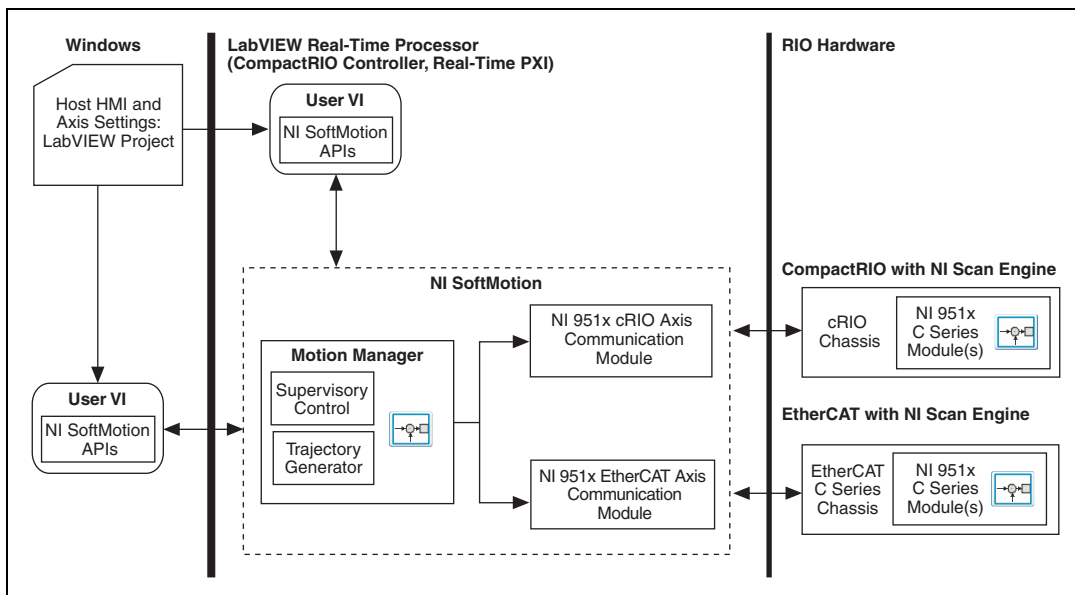 Windows
Host HMI and
Axis Settings:
LabVIEW Project
User VI
NI SoftMotion
APIs
LabVIEW Real-Time Processor
(CompactRIO Controller, Real-Time PXI)
User VI
NI SoftMotion
APIs
NI SoftMotion
Motion Manager
Supervisory
Control
Trajectory
Generator
NI 951x cRIO Axis
Communication
Module
NI 951x EtherCAT Axis
Communication
Module
RIO Hardware
CompactRIO with NI Scan Engine
cRIO
Chassis
NI 951x
C Series
Module(s)
EtherCAT with NI Scan Engine
EtherCAT
C Series
Chassis
NI 951x
C Series
Module(s)